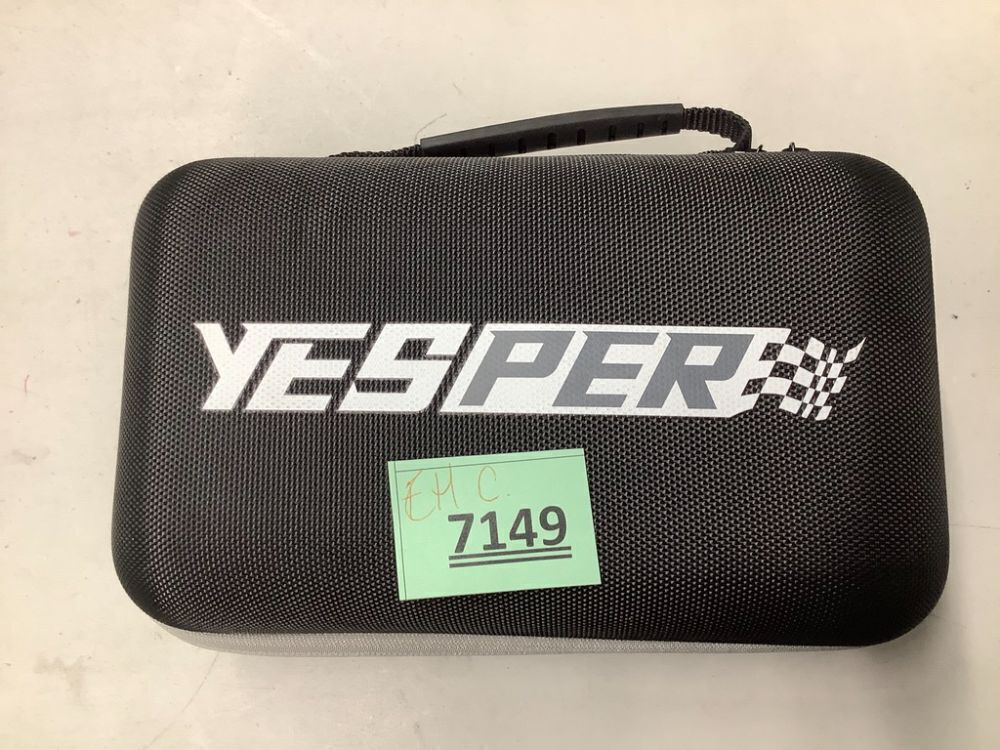 YESPER
EH C.
7149